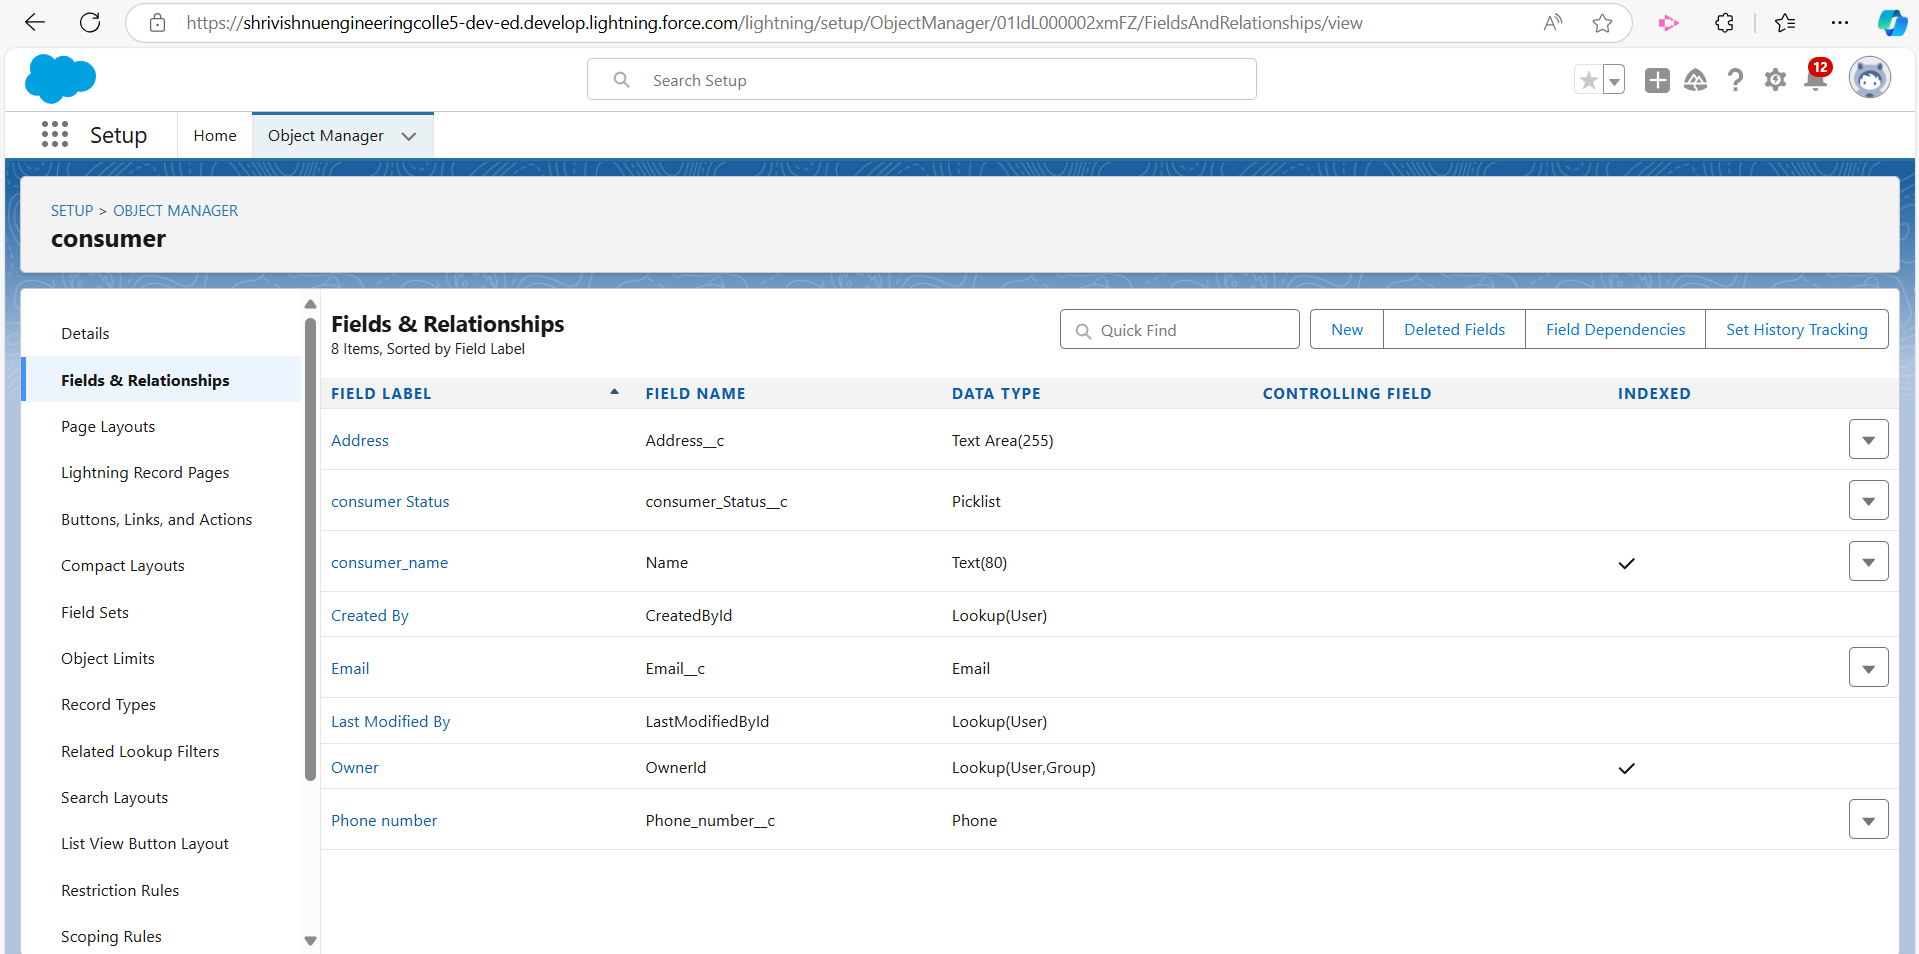 https://shrivishnuengineeringcolle5-dev-ed.develop.lightning.force.com/lightning/setup/ObjectManager/01IdL000002xmFZ/FieldsAndRelationships/view
Search Setup
12
Setup Home Object Manager
SETUP > OBJECT MANAGER
consumer
Details
Fields & Relationships
Page Layouts
Lightning Record Pages
Buttons, Links, and Actions
Compact Layouts
Field Sets
Object Limits
Record Types
Related Lookup Filters
Search Layouts
List View Button Layout
Restriction Rules
Scoping Rules
Fields & Relationships
8 Items, Sorted by Field Label
Quick Find New Deleted Fields Field Dependencies Set History Tracking
FIELD LABEL FIELD NAME DATA TYPE CONTROLLING FIELD INDEXED
Address Address__c Text Area(255)
consumer Status consumer_Status__c Picklist
consumer_name Name Text(80)
Created By CreatedById Lookup(User)
Email Email__c Email
Last Modified By LastModifiedById Lookup(User)
Owner OwnerId Lookup(User,Group)
Phone number Phone_number__c Phone